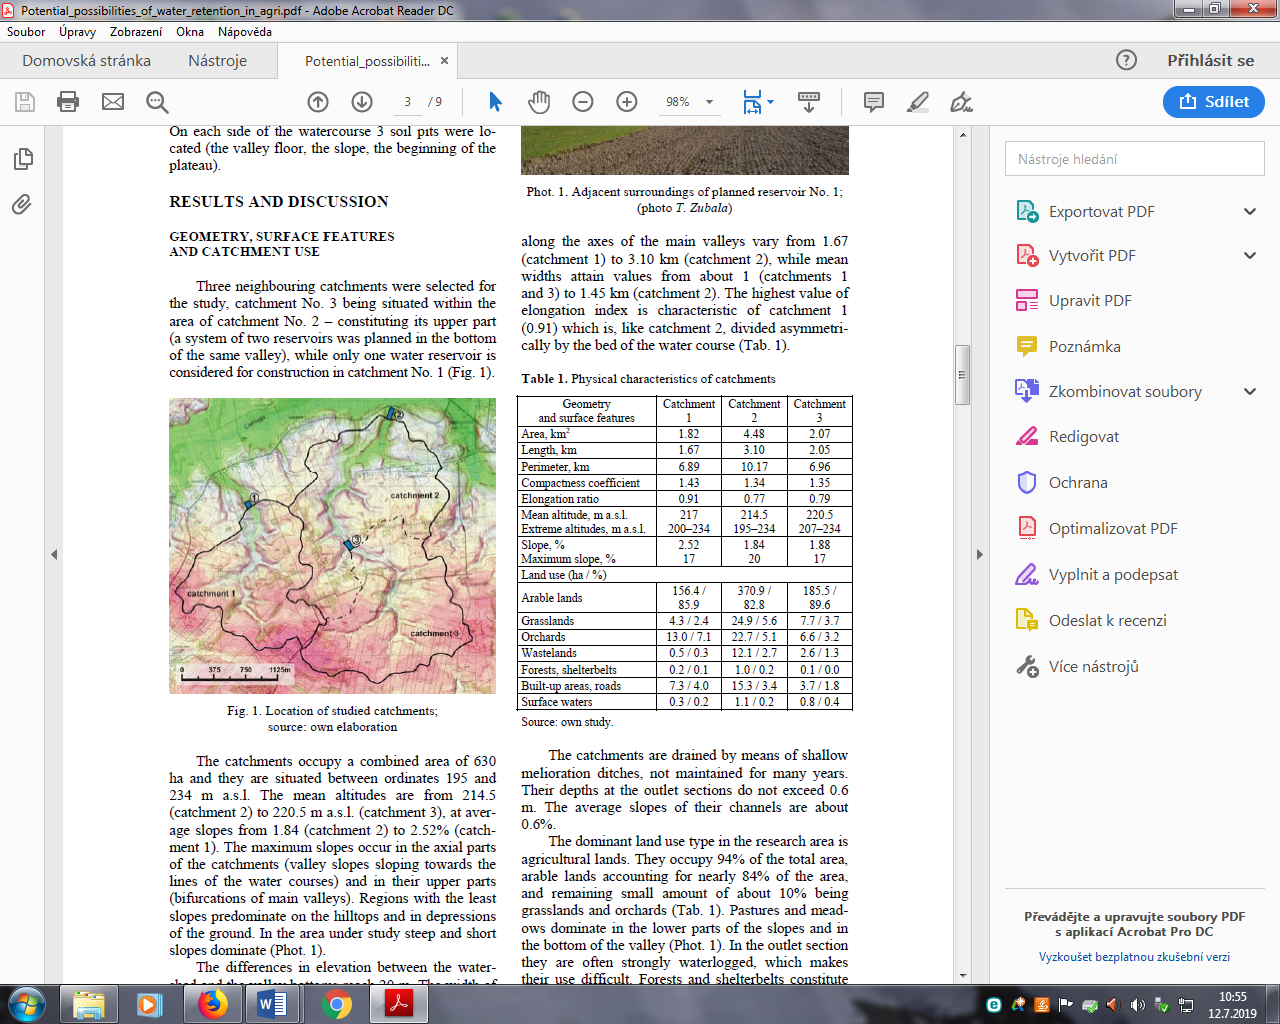 Potential_possibilities_of_water_retention_in_agri.pdf - Adobe Acrobat Reader DC
Soubor Úpravy Zobrazení Okna Nápověda
Domovská stránka Nástroje Potential_possibiliti... ×
Přihlásit se
3 / 9 98% Sdílet
On each side of the watercourse 3 soil pits were lo-
cated (the valley floor, the slope, the beginning of the
plateau).
RESULTS AND DISCUSSION
GEOMETRY, SURFACE FEATURES
AND CATCHMENT USE
Three neighbouring catchments were selected for
the study, catchment No. 3 being situated within the
area of catchment No. 2 – constituting its upper part
(a system of two reservoirs was planned in the bottom
of the same valley), while only one water reservoir is
considered for construction in catchment No. 1 (Fig. 1).
2
catchment 2
1
3
catchment 1
catchment 3
0 375 750 1125m
Fig. 1. Location of studied catchments;
source: own elaboration
The catchments occupy a combined area of 630
ha and they are situated between ordinates 195 and
234 m a.s.l. The mean altitudes are from 214.5
(catchment 2) to 220.5 m a.s.l. (catchment 3), at aver-
age slopes from 1.84 (catchment 2) to 2.52% (catch-
ment 1). The maximum slopes occur in the axial parts
of the catchments (valley slopes sloping towards the
lines of the water courses) and in their upper parts
(bifurcations of main valleys). Regions with the least
slopes predominate on the hilltops and in depressions
of the ground. In the area under study steep and short
slopes dominate (Phot. 1).
The differences in elevation between the water-
Phot. 1. Adjacent surroundings of planned reservoir No. 1;
(photo T. Zubala)
along the axes of the main valleys vary from 1.67
(catchment 1) to 3.10 km (catchment 2), while mean
widths attain values from about 1 (catchments 1
and 3) to 1.45 km (catchment 2). The highest value of
elongation index is characteristic of catchment 1
(0.91) which is, like catchment 2, divided asymmetri-
cally by the bed of the water course (Tab. 1).
Table 1. Physical characteristics of catchments
Geometry and surface features Catchment 1 Catchment 2 Catchment 3
Area, km² 1.82 4.48 2.07
Length, km 1.67 3.10 2.05
Perimeter, km 6.89 10.17 6.96
Compactness coefficient 1.43 1.34 1.35
Elongation ratio 0.91 0.77 0.79
Mean altitude, m a.s.l. 217 214.5 220.5
Extreme altitudes, m a.s.l. 200–234 195–234 207–234
Slope, % 2.52 1.84 1.88
Maximum slope, % 17 20 17
Land use (ha / %)
Arable lands 156.4 / 85.9 370.9 / 82.8 185.5 / 89.6
Grasslands 4.3 / 2.4 24.9 / 5.6 7.7 / 3.7
Orchards 13.0 / 7.1 22.7 / 5.1 6.6 / 3.2
Wastelands 0.5 / 0.3 12.1 / 2.7 2.6 / 1.3
Forests, shelterbelts 0.2 / 0.1 1.0 / 0.2 0.1 / 0.0
Built-up areas, roads 7.3 / 4.0 15.3 / 3.4 3.7 / 1.8
Surface waters 0.3 / 0.2 1.1 / 0.2 0.8 / 0.4
Source: own study.
The catchments are drained by means of shallow
melioration ditches, not maintained for many years.
Their depths at the outlet sections do not exceed 0.6
m. The average slopes of their channels are about
0.6%.
The dominant land use type in the research area is
agricultural lands. They occupy 94% of the total area,
arable lands accounting for nearly 84% of the area,
and remaining small amount of about 10% being
grasslands and orchards (Tab. 1). Pastures and mead-
ows dominate in the lower parts of the slopes and in
the bottom of the valley (Phot. 1). In the outlet section
they are often strongly waterlogged, which makes
their use difficult. Forests and shelterbelts constitute
Nástroje hledání
Exportovat PDF
Vytvořit PDF
Upravit PDF
Poznámka
Zkombinovat soubory
Redigovat
Ochrana
Optimalizovat PDF
Vyplnit a podepsat
Odeslat k recenzi
Více nástrojů
Převádějte a upravujte soubory PDF
s aplikací Acrobat Pro DC
Vyzkoušet bezplatnou zkušební verzi
10:55
12.7.2019